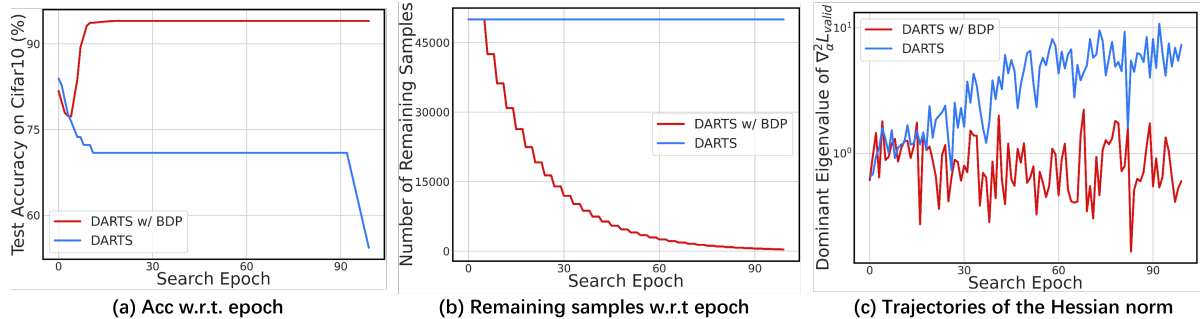 Test Accuracy on Cifar10 (%)
90
75
60
DARTS w/ BDP
DARTS
0
30
60
90
Search Epoch
(a) Acc w.r.t. epoch
Number of Remaining Samples
45000
30000
15000
0
DARTS w/ BDP
DARTS
0
30
60
90
Search Epoch
(b) Remaining samples w.r.t epoch
Dominant Eigenvalue of ∇²αLvalid
10¹
10⁰
DARTS w/ BDP
DARTS
0
30
60
90
Search Epoch
(c) Trajectories of the Hessian norm